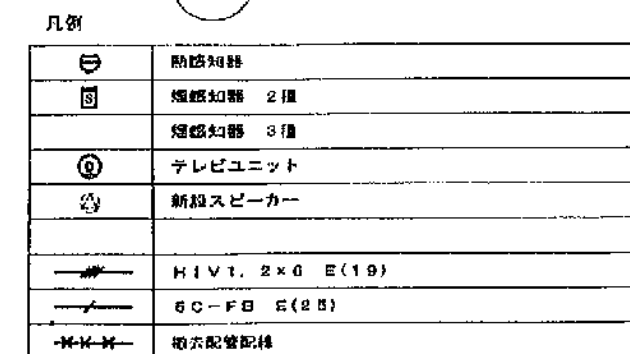 凡例
熱感知器
S 煙感知器 2種
煙感知器 3種
テレビユニット
新設スピーカー
HIV1.2×6 E(19)
5C-FB E(25)
撤去配管配線